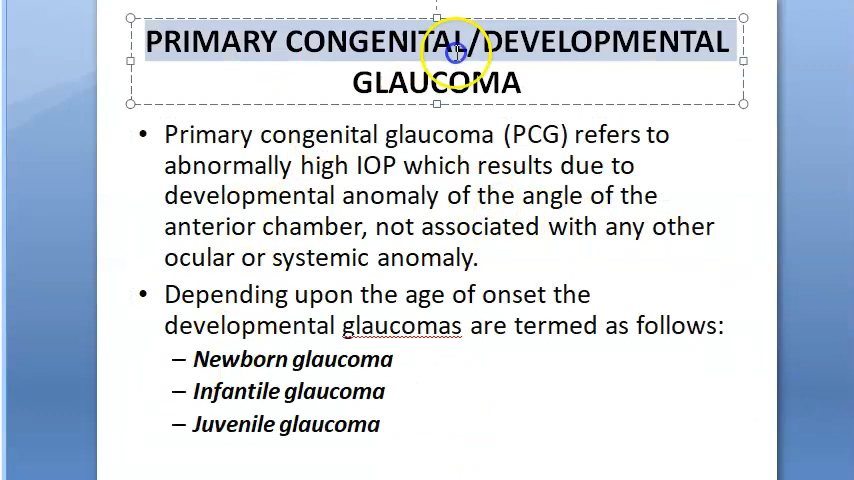 PRIMARY CONGENITAL/DEVELOPMENTAL
GLAUCOMA
• Primary congenital glaucoma (PCG) refers to
abnormally high IOP which results due to
developmental anomaly of the angle of the
anterior chamber, not associated with any other
ocular or systemic anomaly.
• Depending upon the age of onset the
developmental glaucomas are termed as follows:
– Newborn glaucoma
– Infantile glaucoma
– Juvenile glaucoma